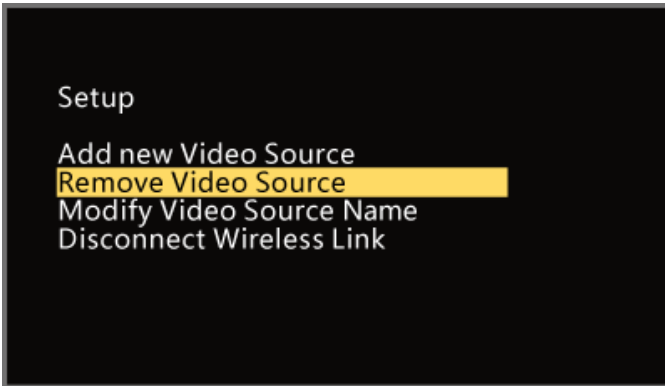 Setup
Add new Video Source
Remove Video Source
Modify Video Source Name
Disconnect Wireless Link